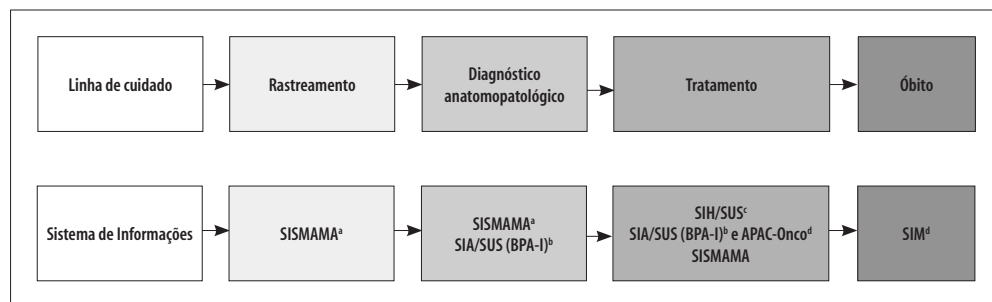 Linha de cuidado
Rastreamento
Diagnóstico
anatomopatológico
Tratamento
Óbito
Sistema de Informações
SISMAMAᵃ
SISMAMAᵃ
SIA/SUS (BPA-I)ᵇ
SIH/SUSᶜ
SIA/SUS (BPA-I)ᵇ e APAC-Oncoᵈ
SISMAMA
SIMᵈ